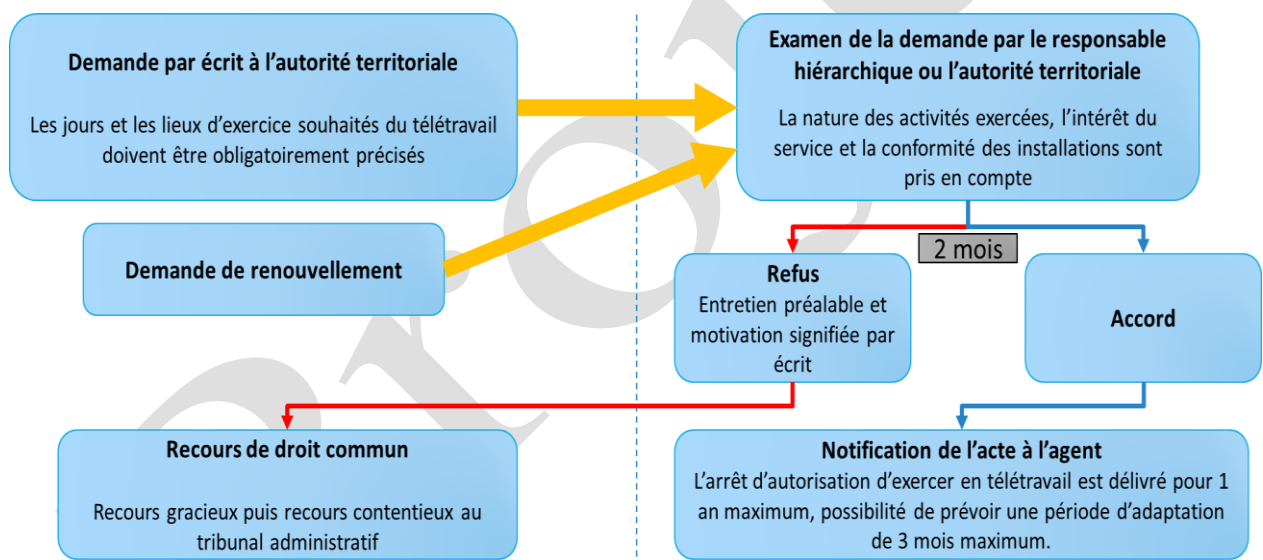 Demande par écrit à l'autorité territoriale
Les jours et les lieux d'exercice souhaités du télétravail
doivent être obligatoirement précisés
Examen de la demande par le responsable
hiérarchique ou l'autorité territoriale
La nature des activités exercées, l'intérêt du
service et la conformité des installations sont
pris en compte
Demande de renouvellement
2 mois
Refus
Entretien préalable et
motivation signifiée par
écrit
Accord
Recours de droit commun
Recours gracieux puis recours contentieux au
tribunal administratif
Notification de l'acte à l'agent
L'arrêt d'autorisation d'exercer en télétravail est délivré pour 1
an maximum, possibilité de prévoir une période d'adaptation
de 3 mois maximum.